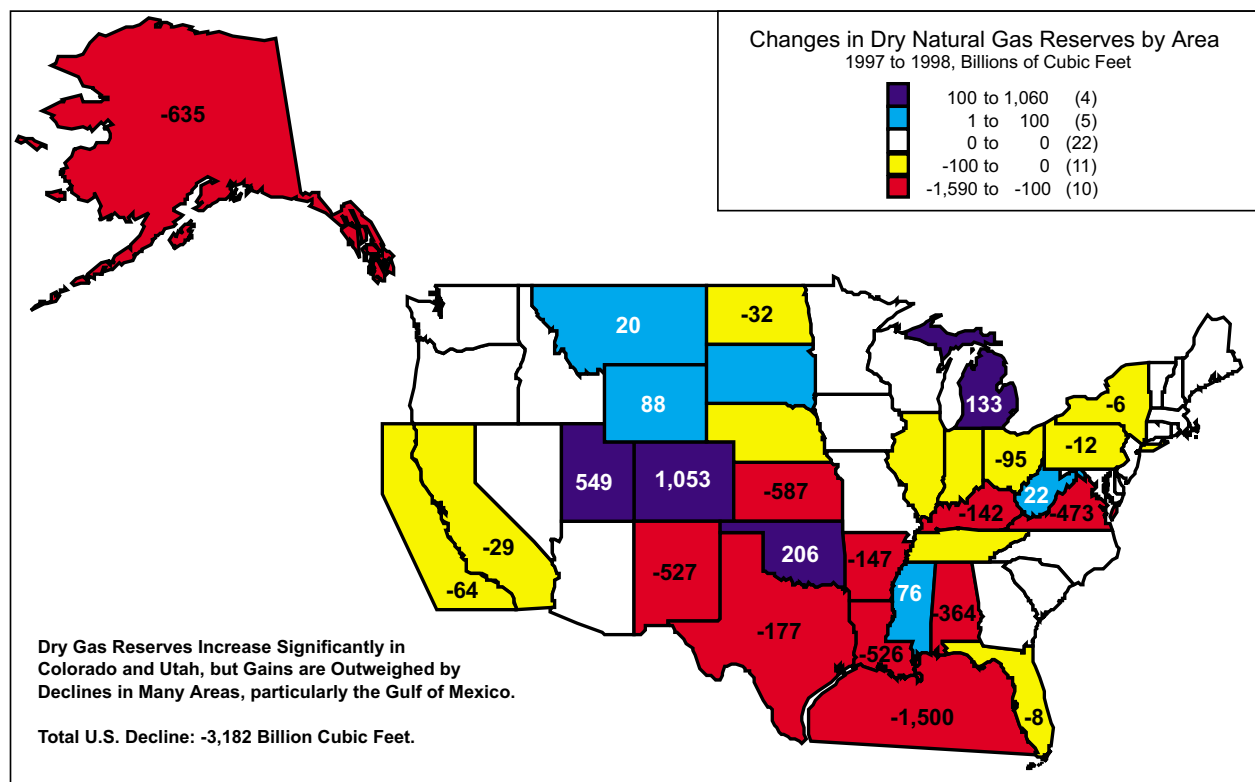 Changes in Dry Natural Gas Reserves by Area
1997 to 1998, Billions of Cubic Feet
100 to 1,060 (4)
1 to 100 (5)
0 to 0 (22)
-100 to 0 (11)
-1,590 to -100 (10)
-635
20
-32
88
133
-6
-12
-95
549
1,053
-587
22
-142
-473
-29
-64
-527
206
-147
76
-364
-177
-526
-1,500
-8
Dry Gas Reserves Increase Significantly in
Colorado and Utah, but Gains are Outweighed by
Declines in Many Areas, particularly the Gulf of Mexico.
Total U.S. Decline: -3,182 Billion Cubic Feet.